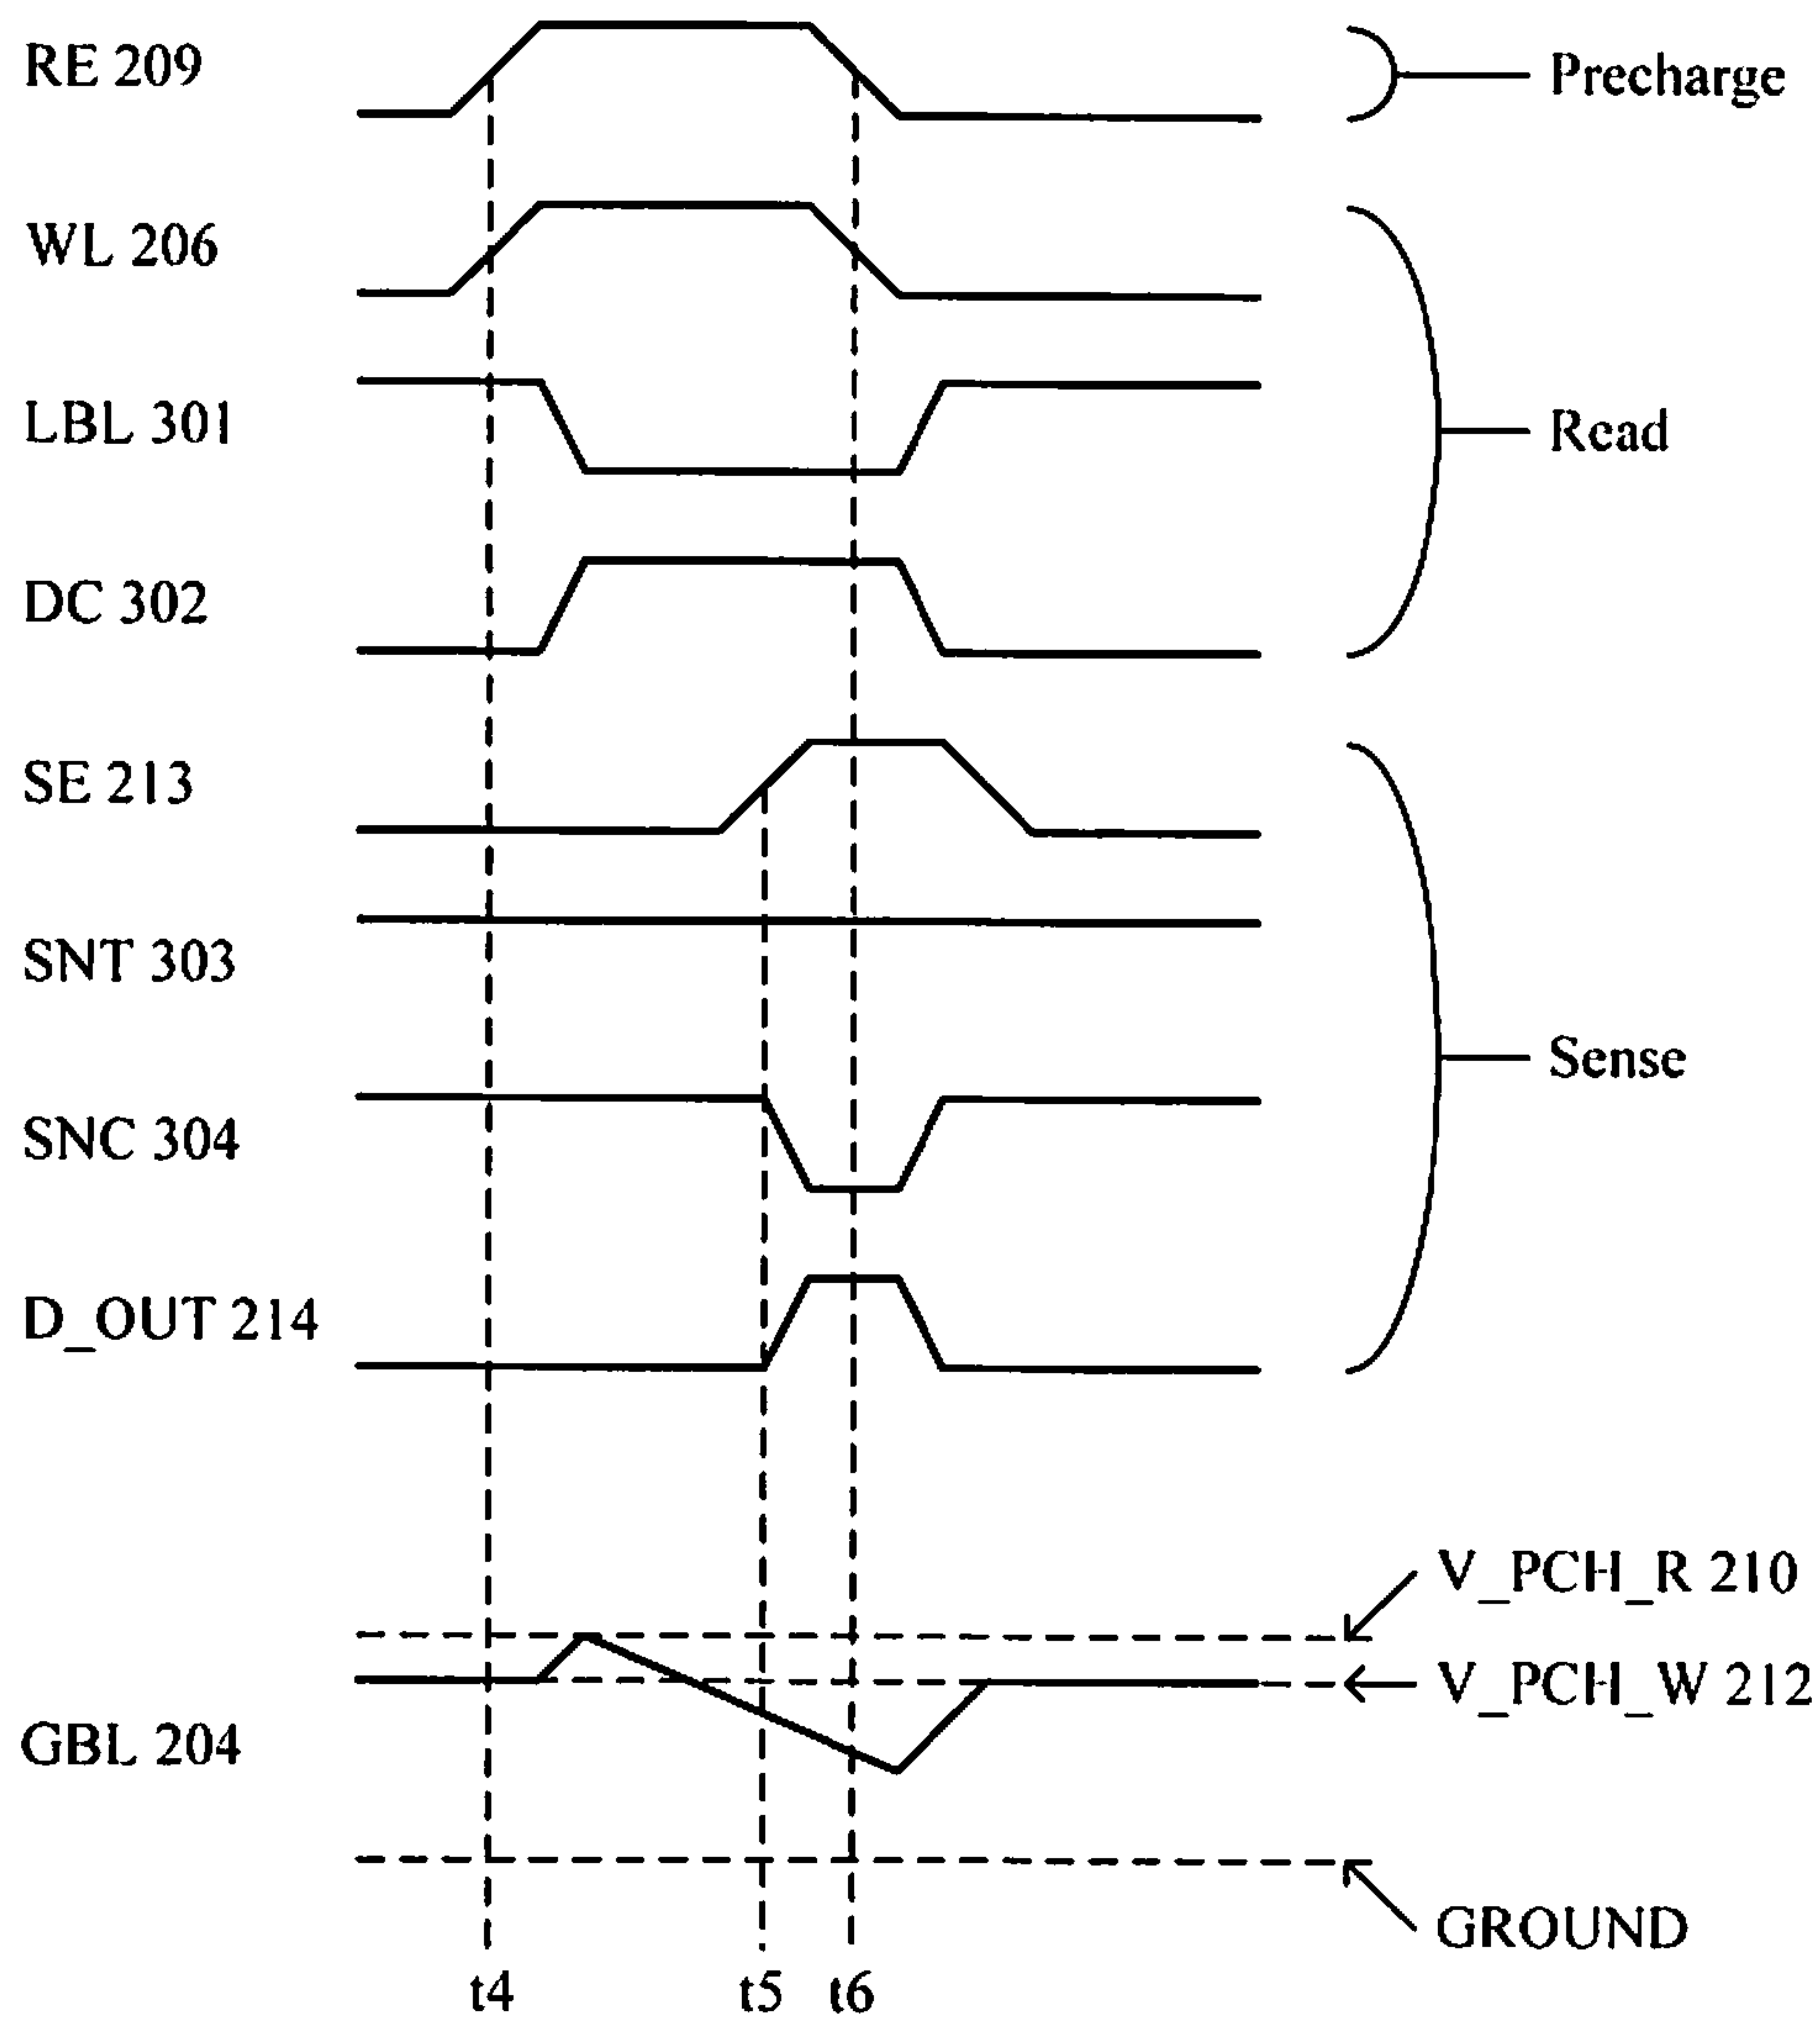 RE 209
Precharge
WL 206
LBL 301
Read
DC 302
SE 213
SNT 303
Sense
SNC 304
D_OUT 214
V_PCH_R 210
V_PCH_W 212
GBL 204
GROUND
t4 t5 t6